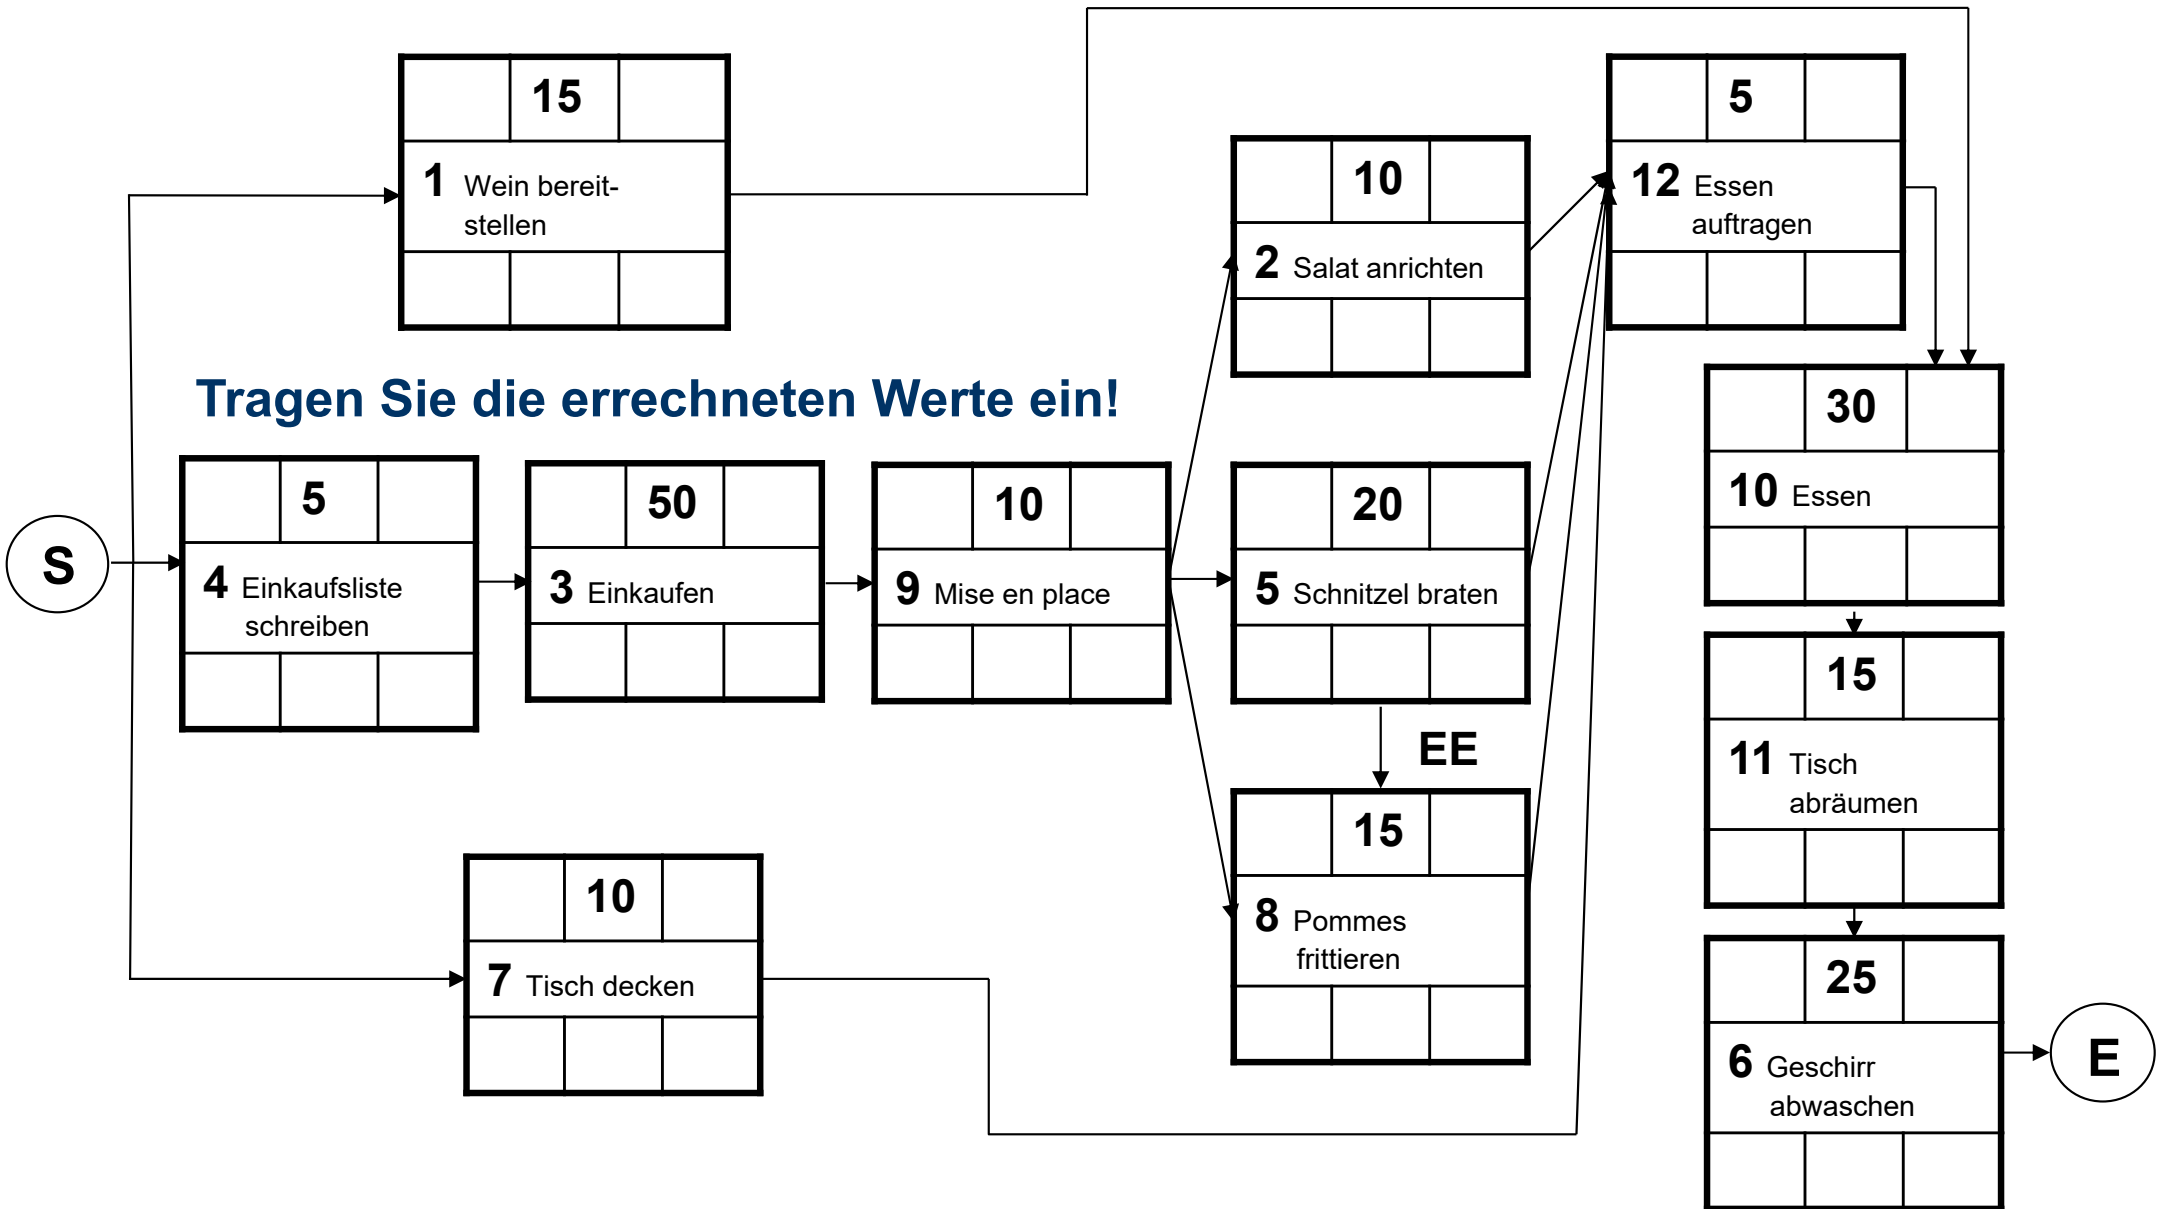 15
1 Wein bereit-
stellen
10
2 Salat anrichten
5
12 Essen
auftragen
Tragen Sie die errechneten Werte ein!
S
5
4 Einkaufsliste
schreiben
50
3 Einkaufen
10
9 Mise en place
20
5 Schnitzel braten
EE
30
10 Essen
15
11 Tisch
abräumen
10
7 Tisch decken
15
8 Pommes
frittieren
25
6 Geschirr
abwaschen
E